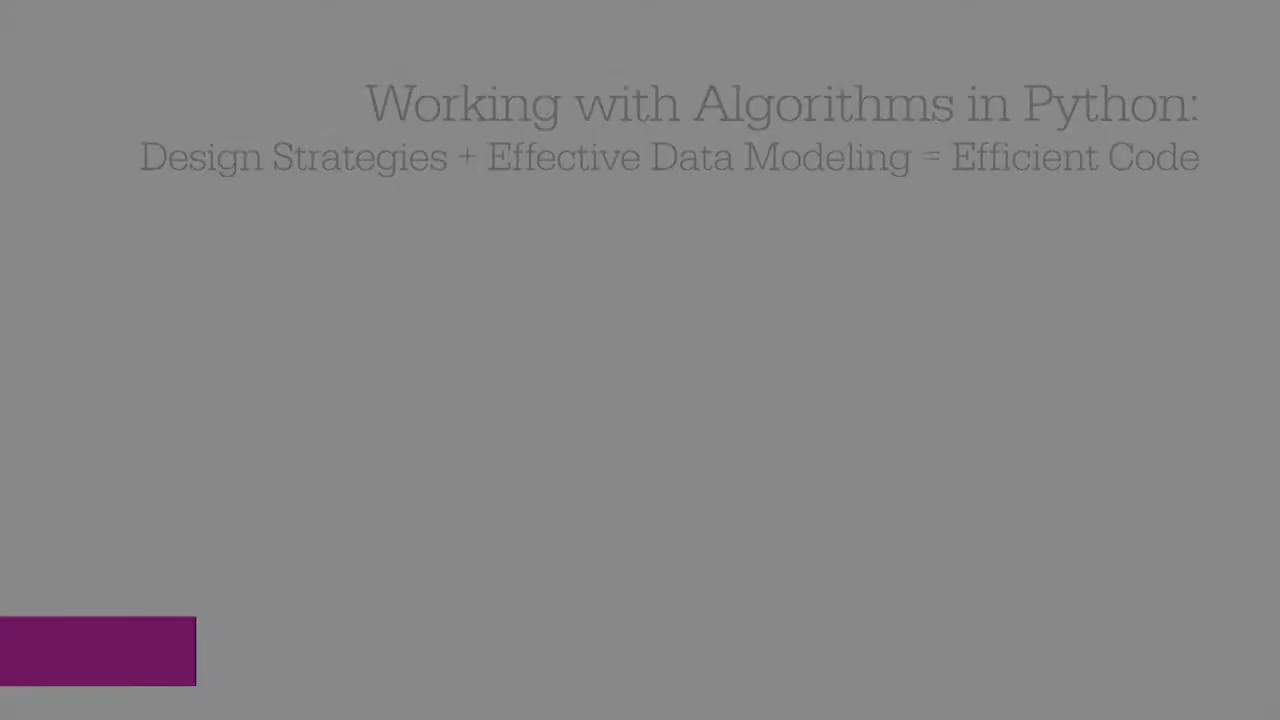 Working with Algorithms in Python:
Design Strategies + Effective Data Modeling = Efficient Code